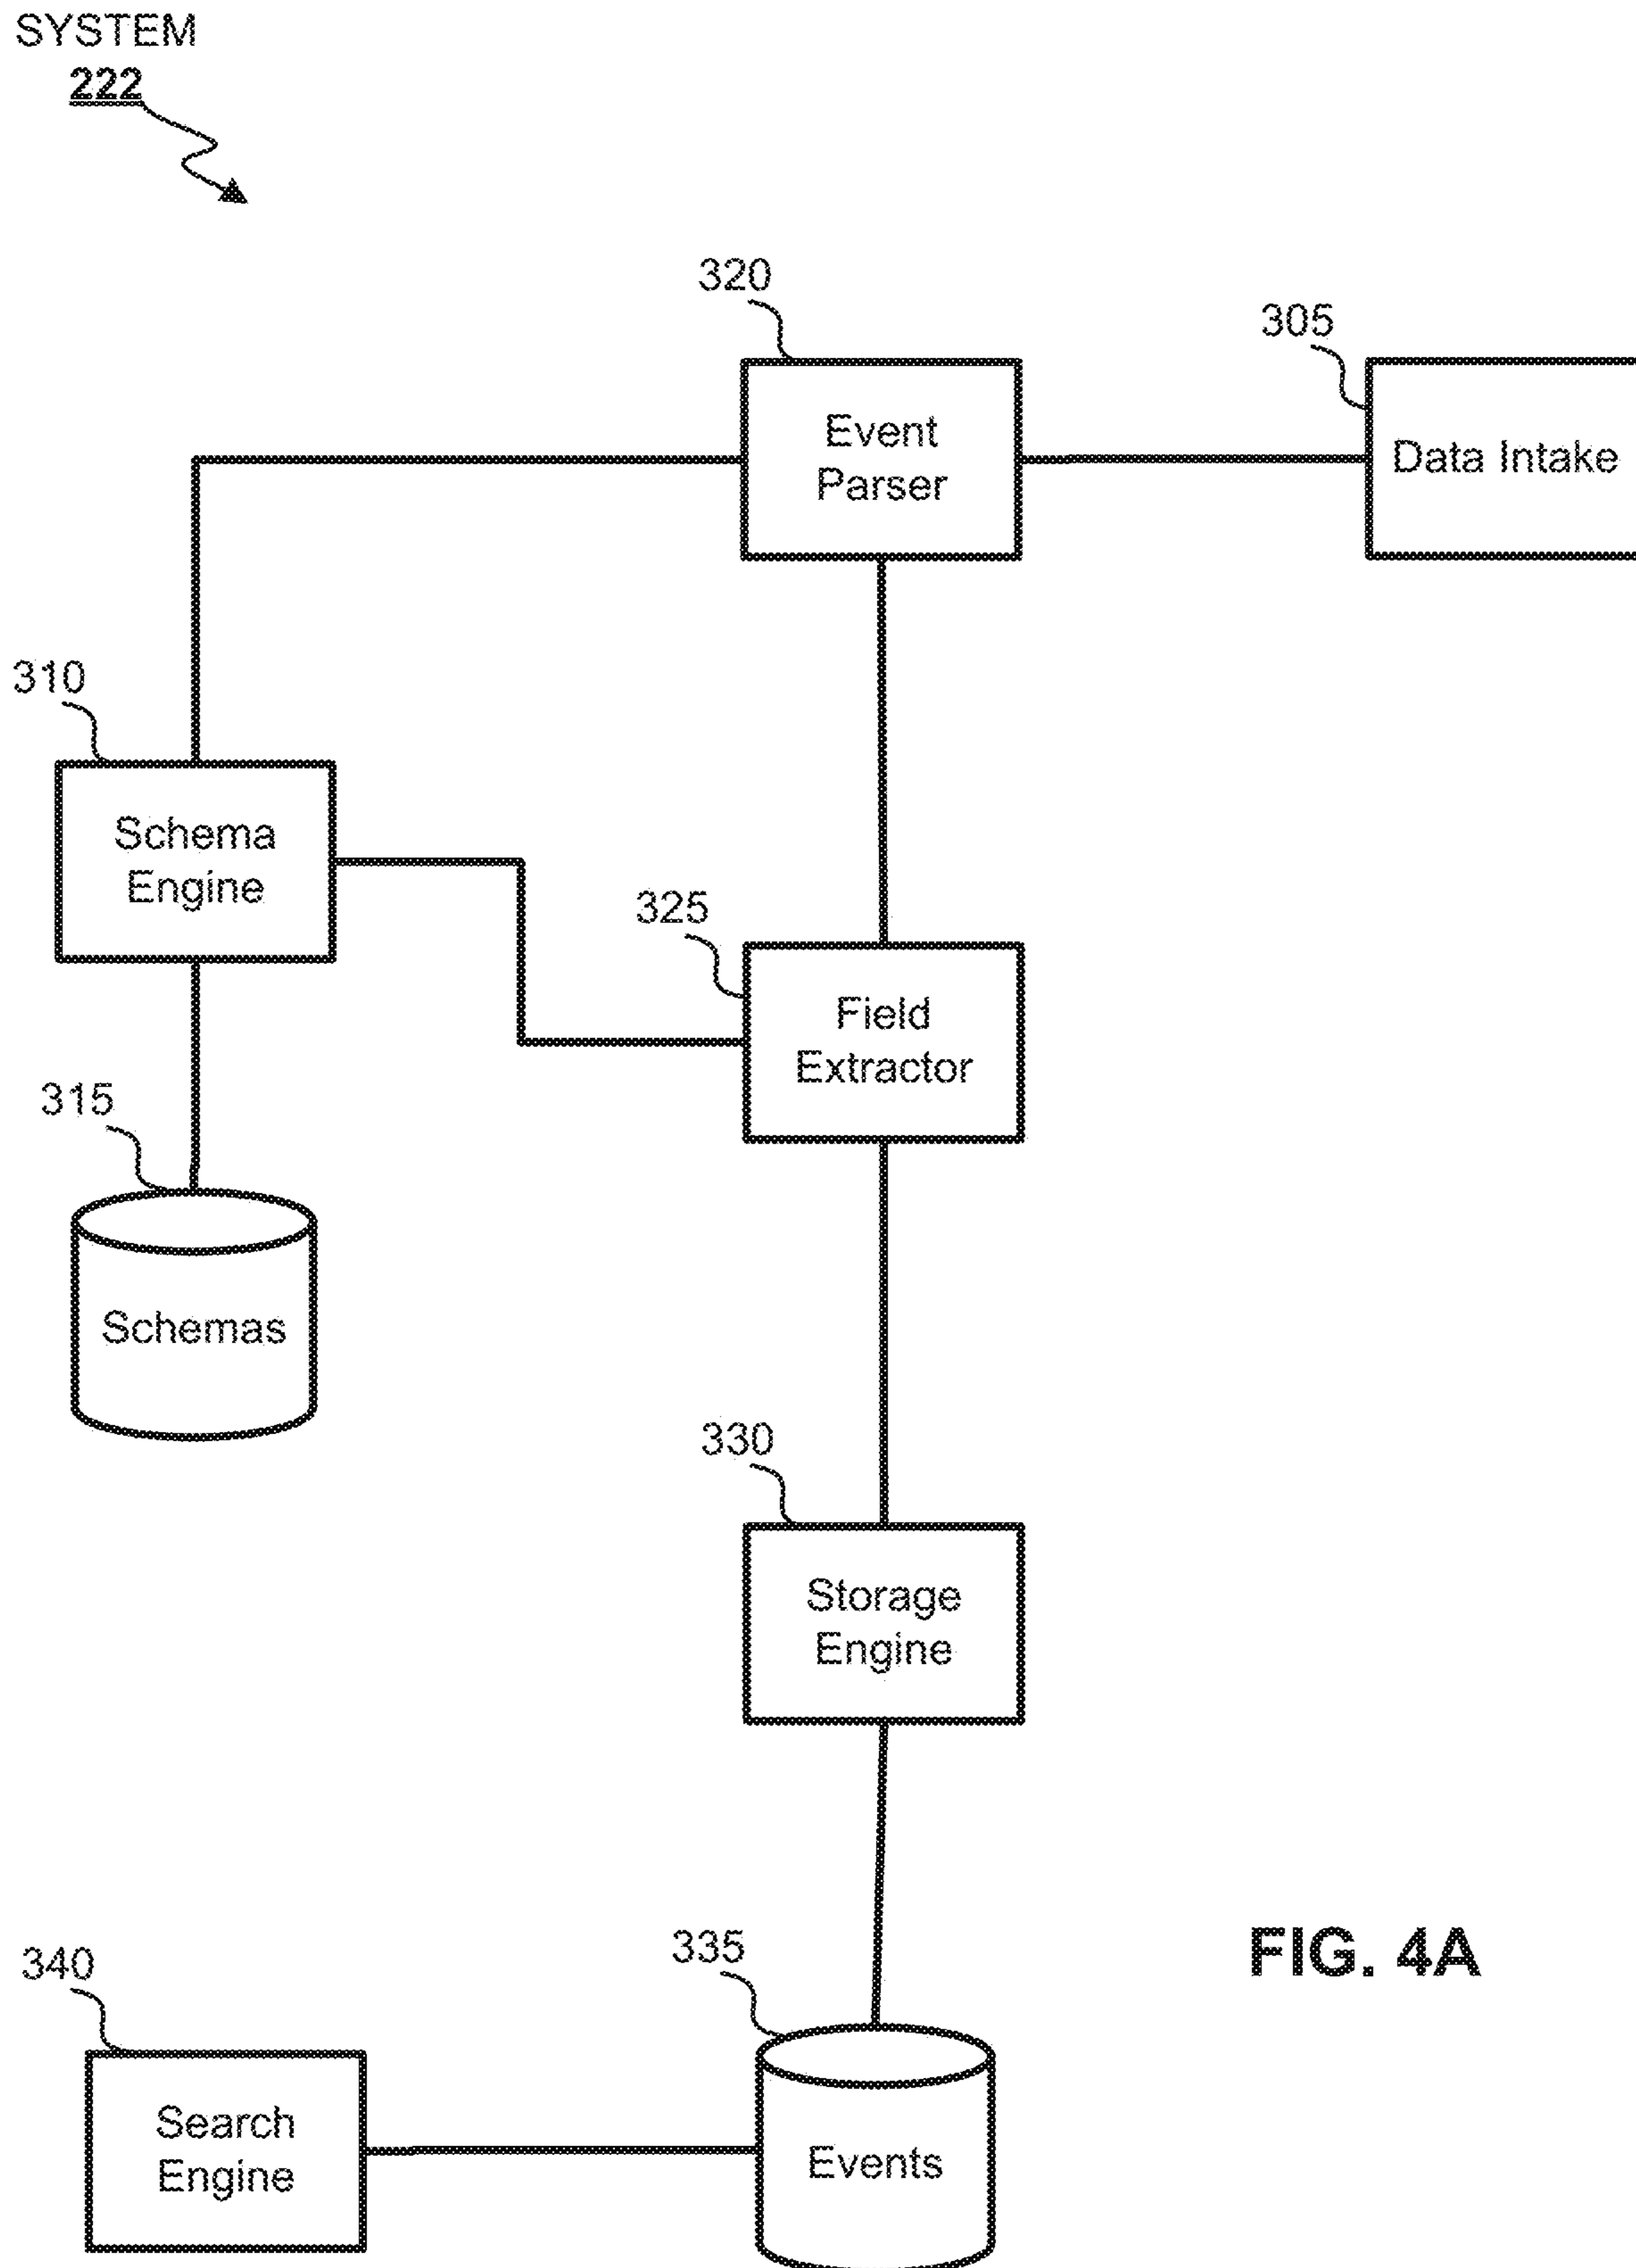 SYSTEM
222
320
305
Event
Parser
Data Intake
310
Schema
Engine
325
Field
Extractor
315
Schemas
330
Storage
Engine
340
335
FIG. 4A
Search
Engine
Events